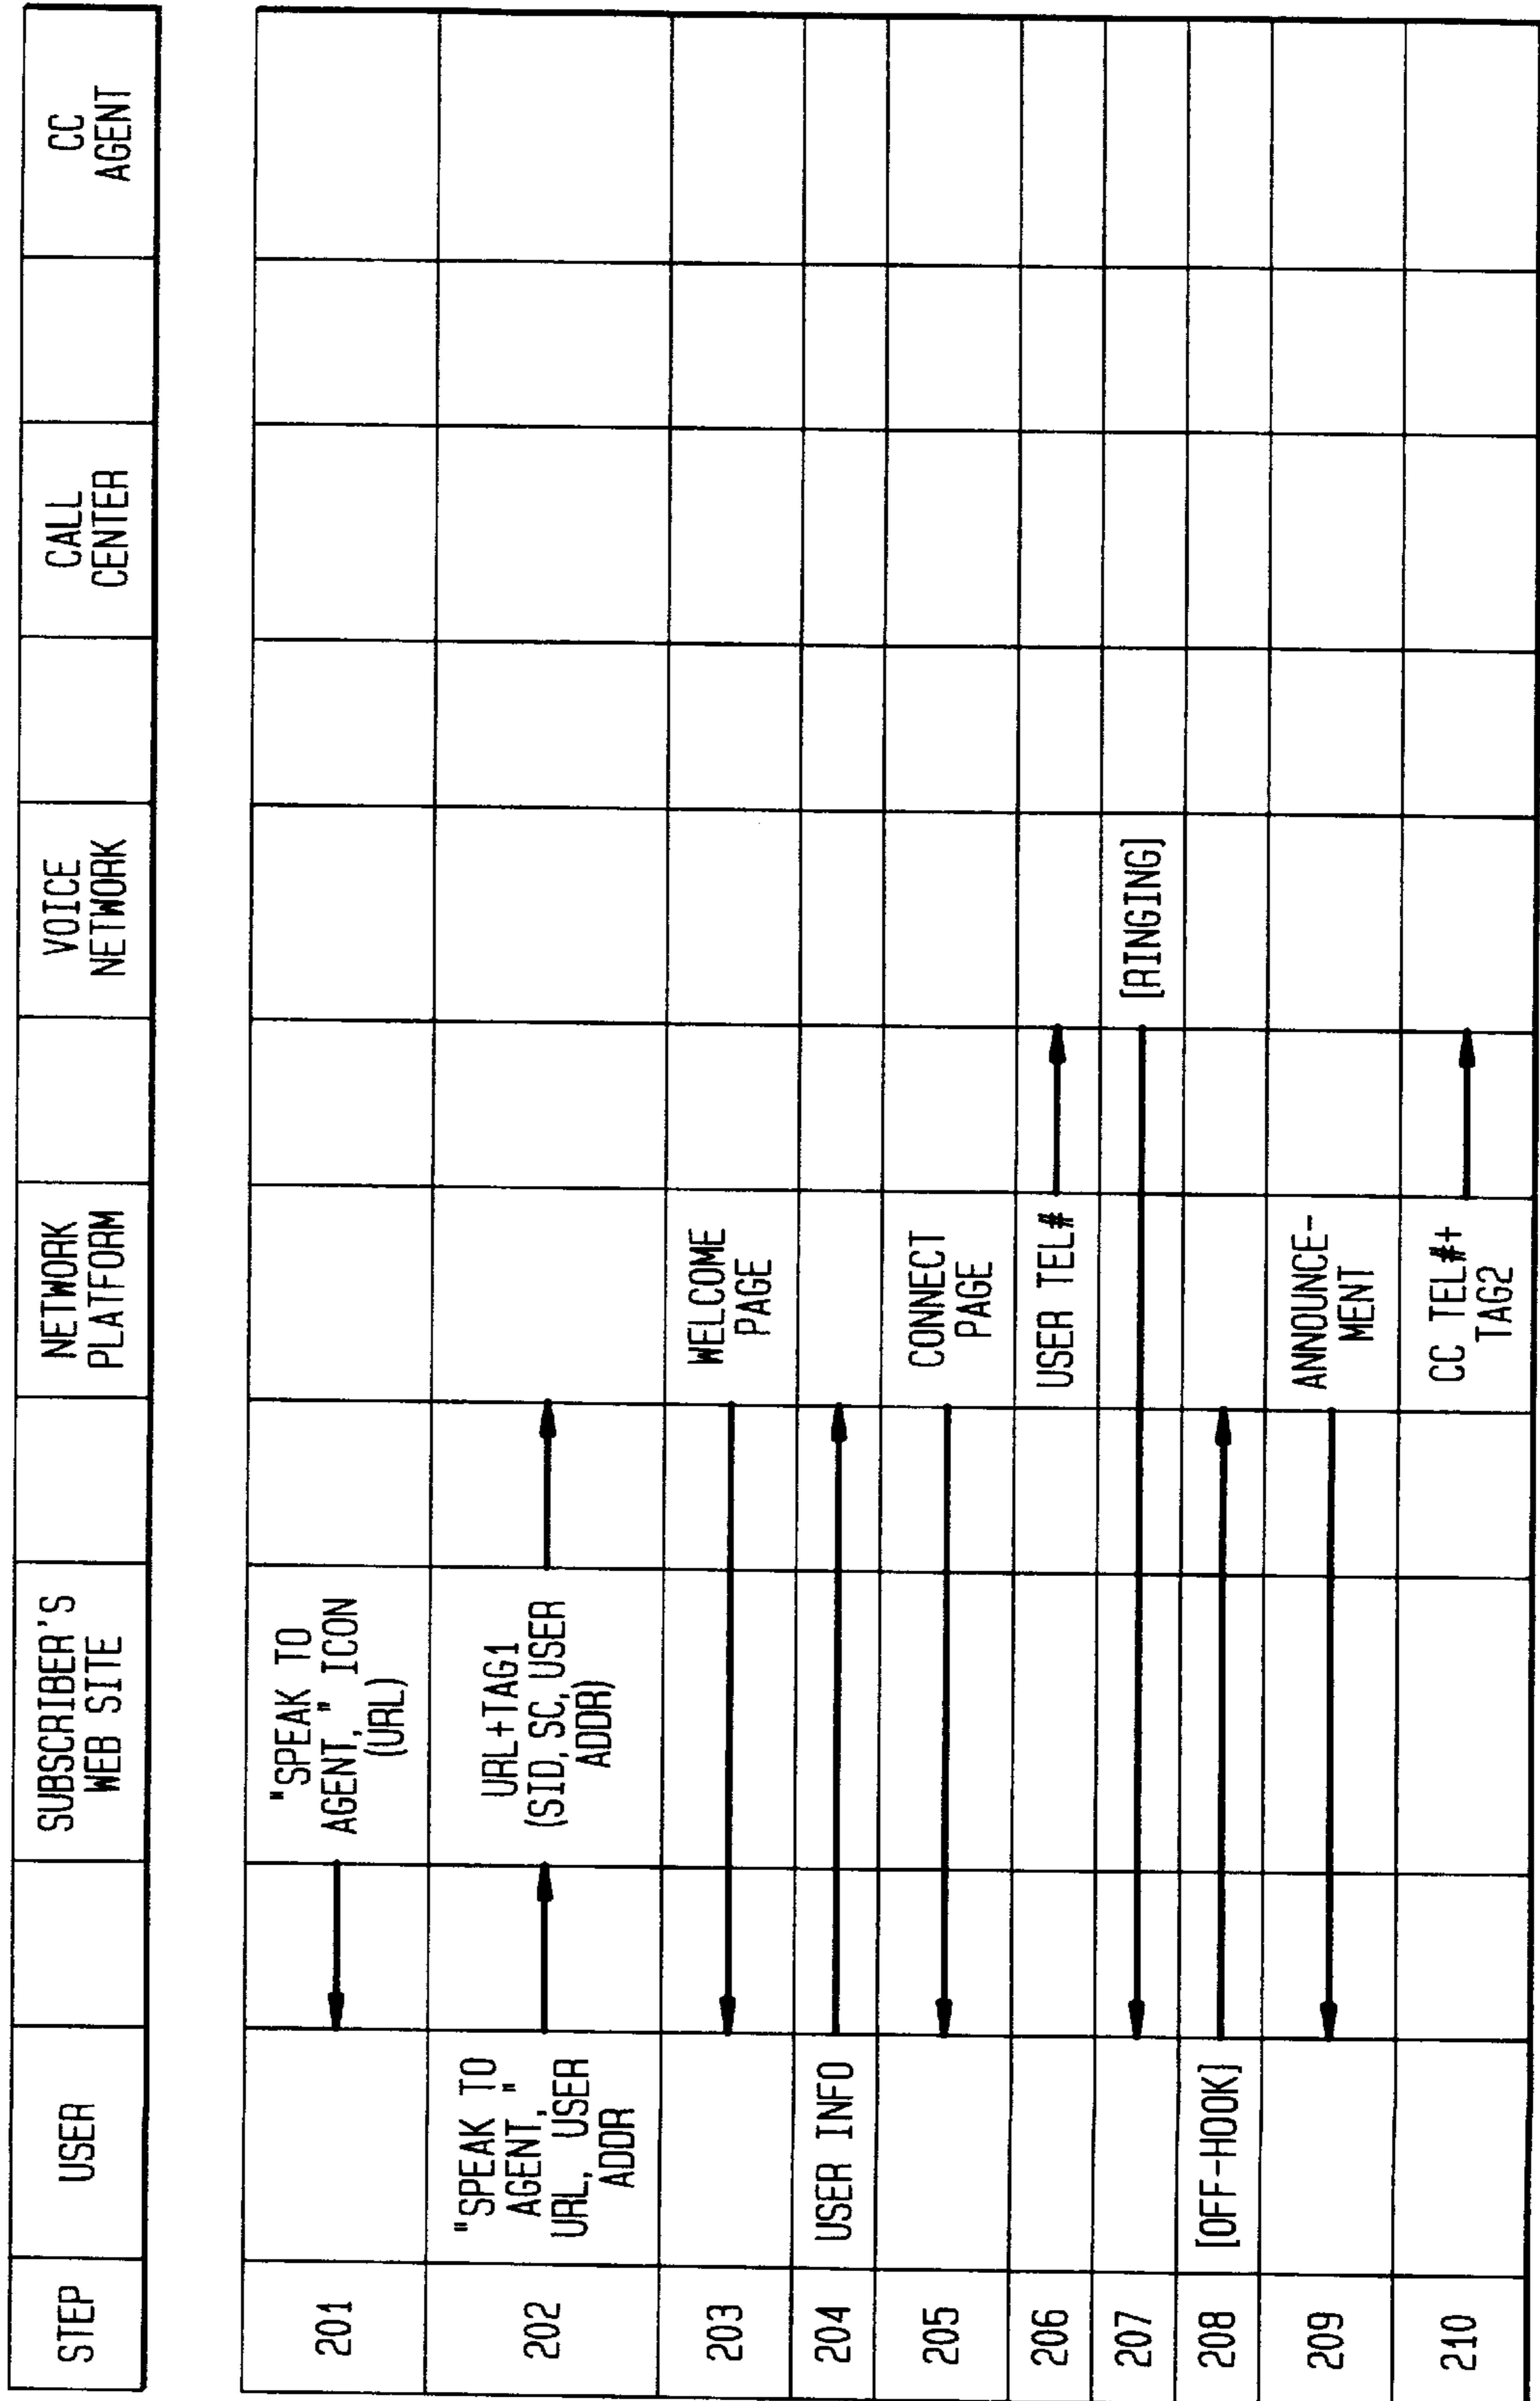 STEP
USER
SUBSCRIBER'S
WEB SITE
NETWORK
PLATFORM
VOICE
NETWORK
CALL
CENTER
CC
AGENT
201
"SPEAK TO
AGENT," ICON
(URL)
202
"SPEAK TO
AGENT,"
URL, USER
ADDR
URL+TAG1
(SID, SC, USER
ADDR)
203
WELCOME
PAGE
204
USER INFO
205
CONNECT
PAGE
206
USER TEL#
207
[RINGING]
208
[OFF-HOOK]
209
ANNOUNCE-
MENT
210
CC TEL#+
TAG2